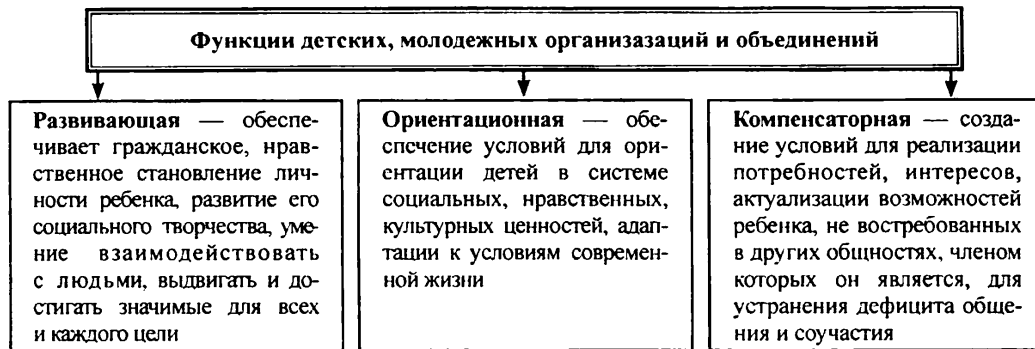 Функции детских, молодежных организазаций и объединений
Развивающая — обеспе-
чивает гражданское, нрав-
ственное становление лич-
ности ребенка, развитие его
социального творчества, уме-
ние взаимодействовать
с людьми, выдвигать и до-
стигать значимые для всех
и каждого цели
Ориентационная — обе-
спечение условий для ори-
ентации детей в системе
социальных, нравственных,
культурных ценностей, адап-
тации к условиям современ-
ной жизни
Компенсаторная — созда-
ние условий для реализации
потребностей, интересов,
актуализации возможностей
ребенка, не востребованных
в других общностях, членом
которых он является, для
устранения дефицита обще-
ния и соучастия